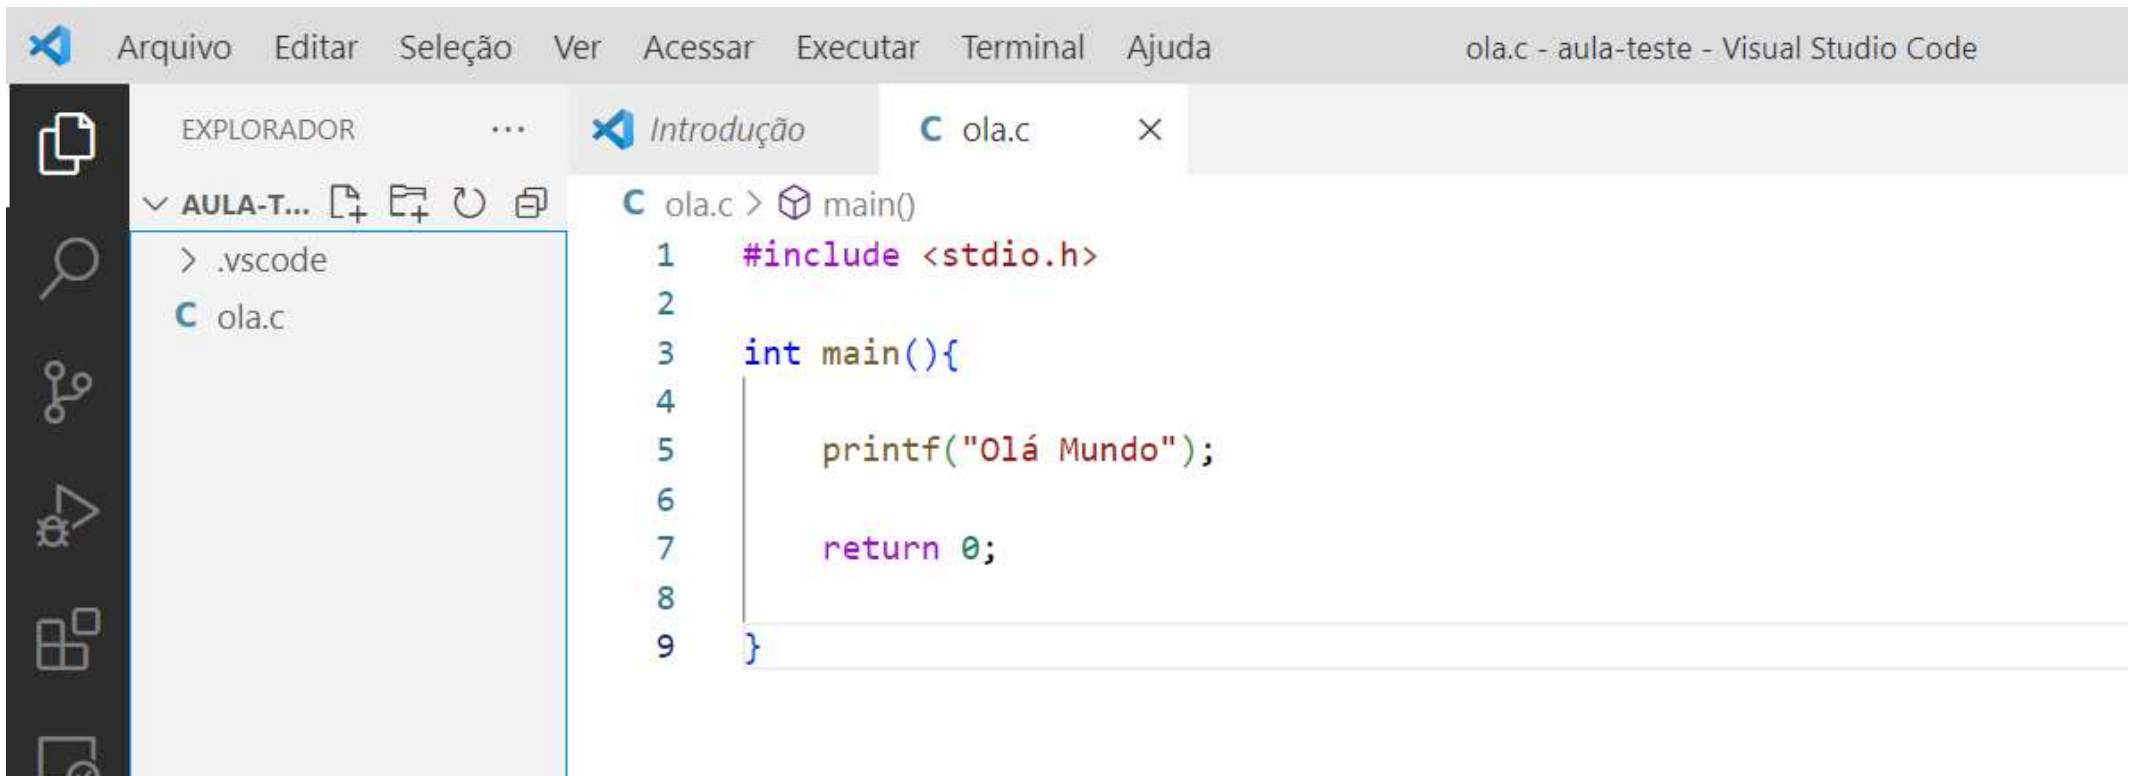 Arquivo Editar Seleção Ver Acessar Executar Terminal Ajuda ola.c - aula-teste - Visual Studio Code
EXPLORADOR ...
AULA-T...
> .vscode
C ola.c
Introdução C ola.c ×
C ola.c > main()
1 #include <stdio.h>
2
3 int main(){
4
5 printf("Olá Mundo");
6
7 return 0;
8
9 }